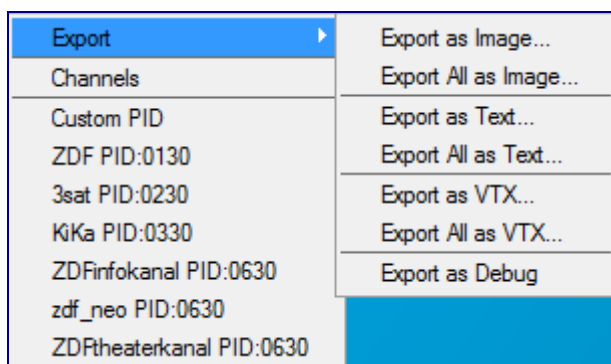 Export
Channels
Custom PID
ZDF PID:0130
3sat PID:0230
KiKa PID:0330
ZDFinfokanal PID:0630
zdf_neo PID:0630
ZDFtheaterkanal PID:0630
Export as Image...
Export All as Image...
Export as Text...
Export All as Text...
Export as VTX...
Export All as VTX...
Export as Debug